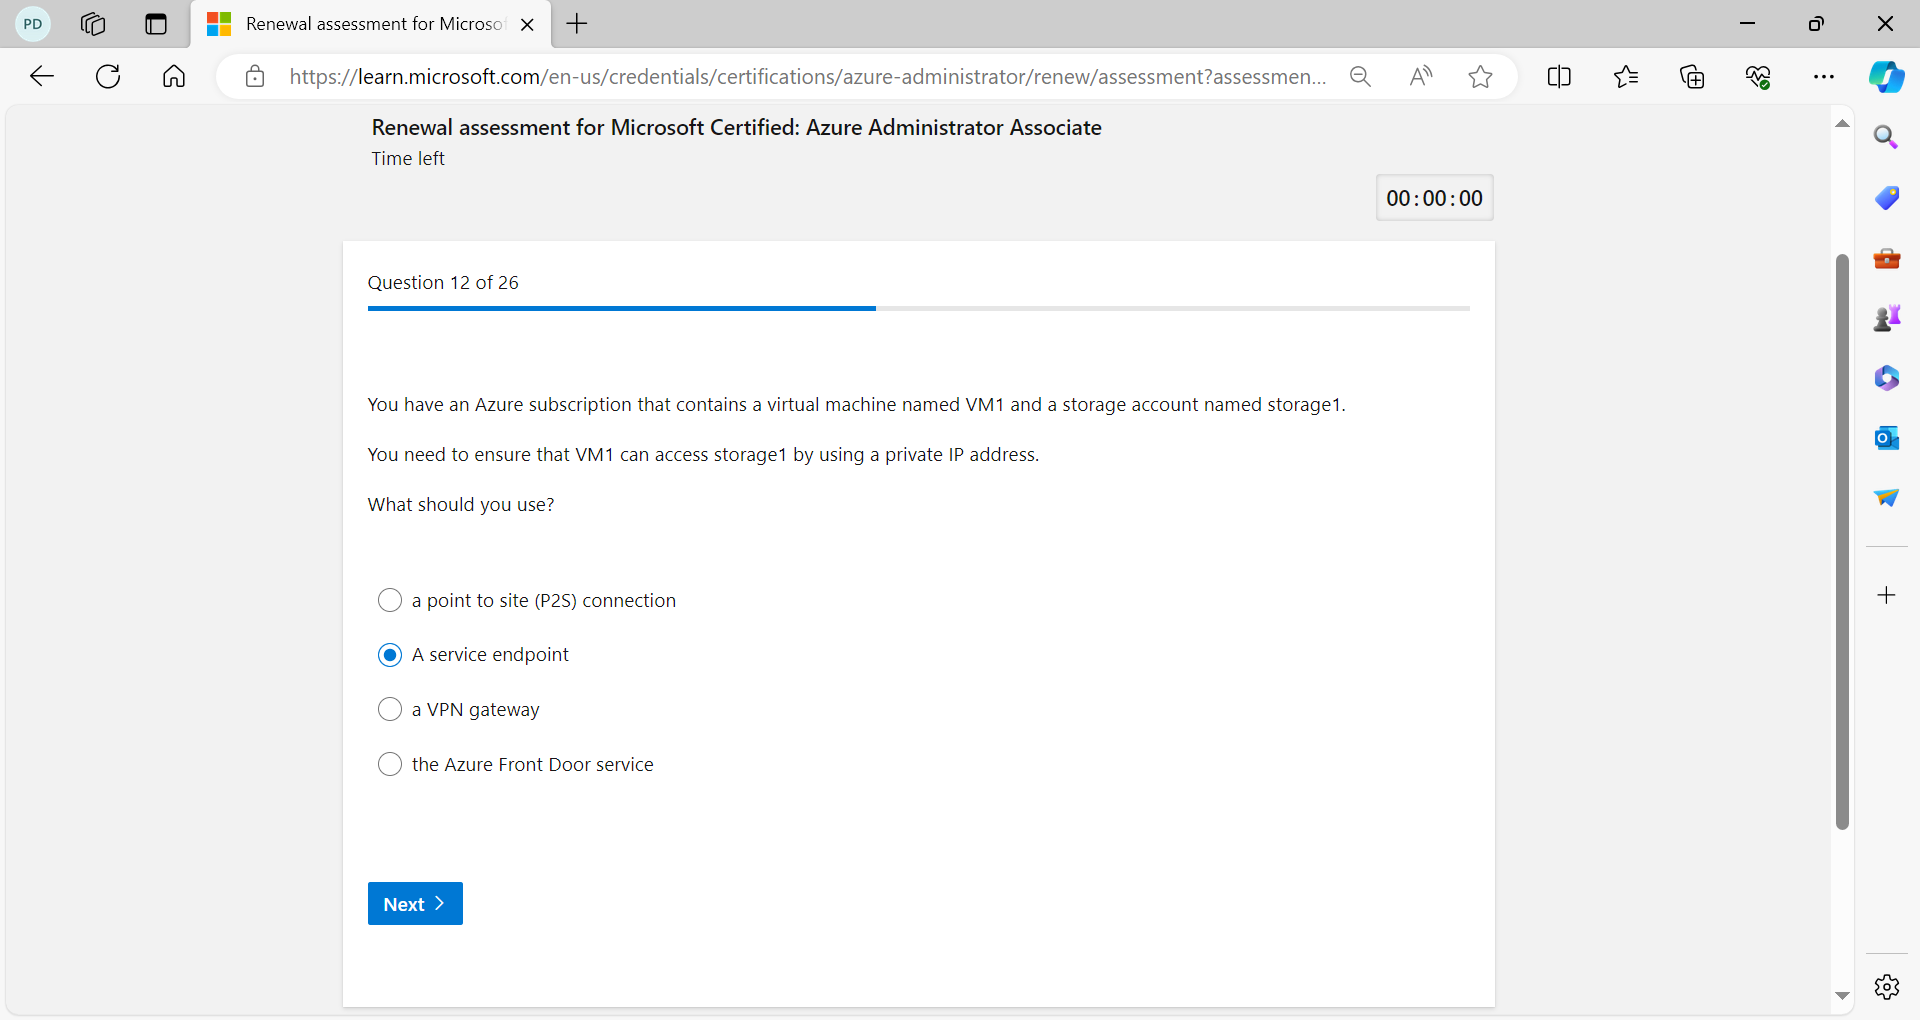 PD
Renewal assessment for Microsof
https://learn.microsoft.com/en-us/credentials/certifications/azure-administrator/renew/assessment?assessmen...
Renewal assessment for Microsoft Certified: Azure Administrator Associate
Time left
00:00:00
Question 12 of 26
You have an Azure subscription that contains a virtual machine named VM1 and a storage account named storage1.
You need to ensure that VM1 can access storage1 by using a private IP address.
What should you use?
a point to site (P2S) connection
A service endpoint
a VPN gateway
the Azure Front Door service
Next